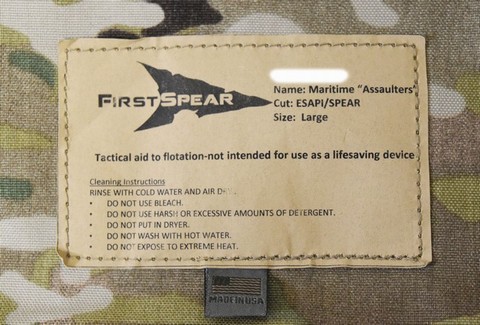 FIRSTSPEAR
Name: Maritime "Assaulters"
Cut: ESAPI/SPEAR
Size: Large
Tactical aid to flotation-not intended for use as a lifesaving device
Cleaning Instructions
RINSE WITH COLD WATER AND AIR
• DO NOT USE BLEACH.
• DO NOT USE HARSH OR EXCESSIVE AMOUNTS OF DETERGENT.
• DO NOT PUT IN DRYER.
• DO NOT WASH WITH HOT WATER.
• DO NOT EXPOSE TO EXTREME HEAT.
MADE IN USA